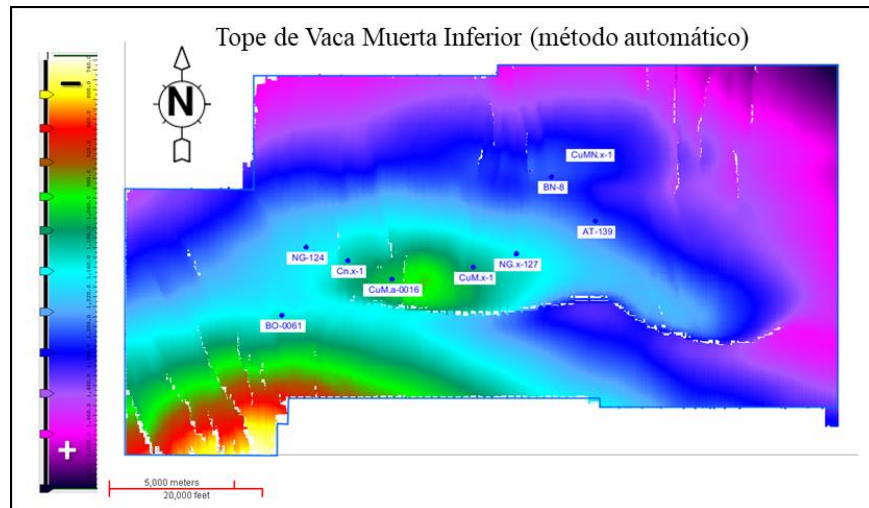 Tope de Vaca Muerta Inferior (método automático)
−
N
CuMN.x-1
BN-8
AT-139
NG-124
Cn.x-1
NG.x-127
CuM.x-1
CuM.a-0016
BO-0061
+
5,000 meters
20,000 feet